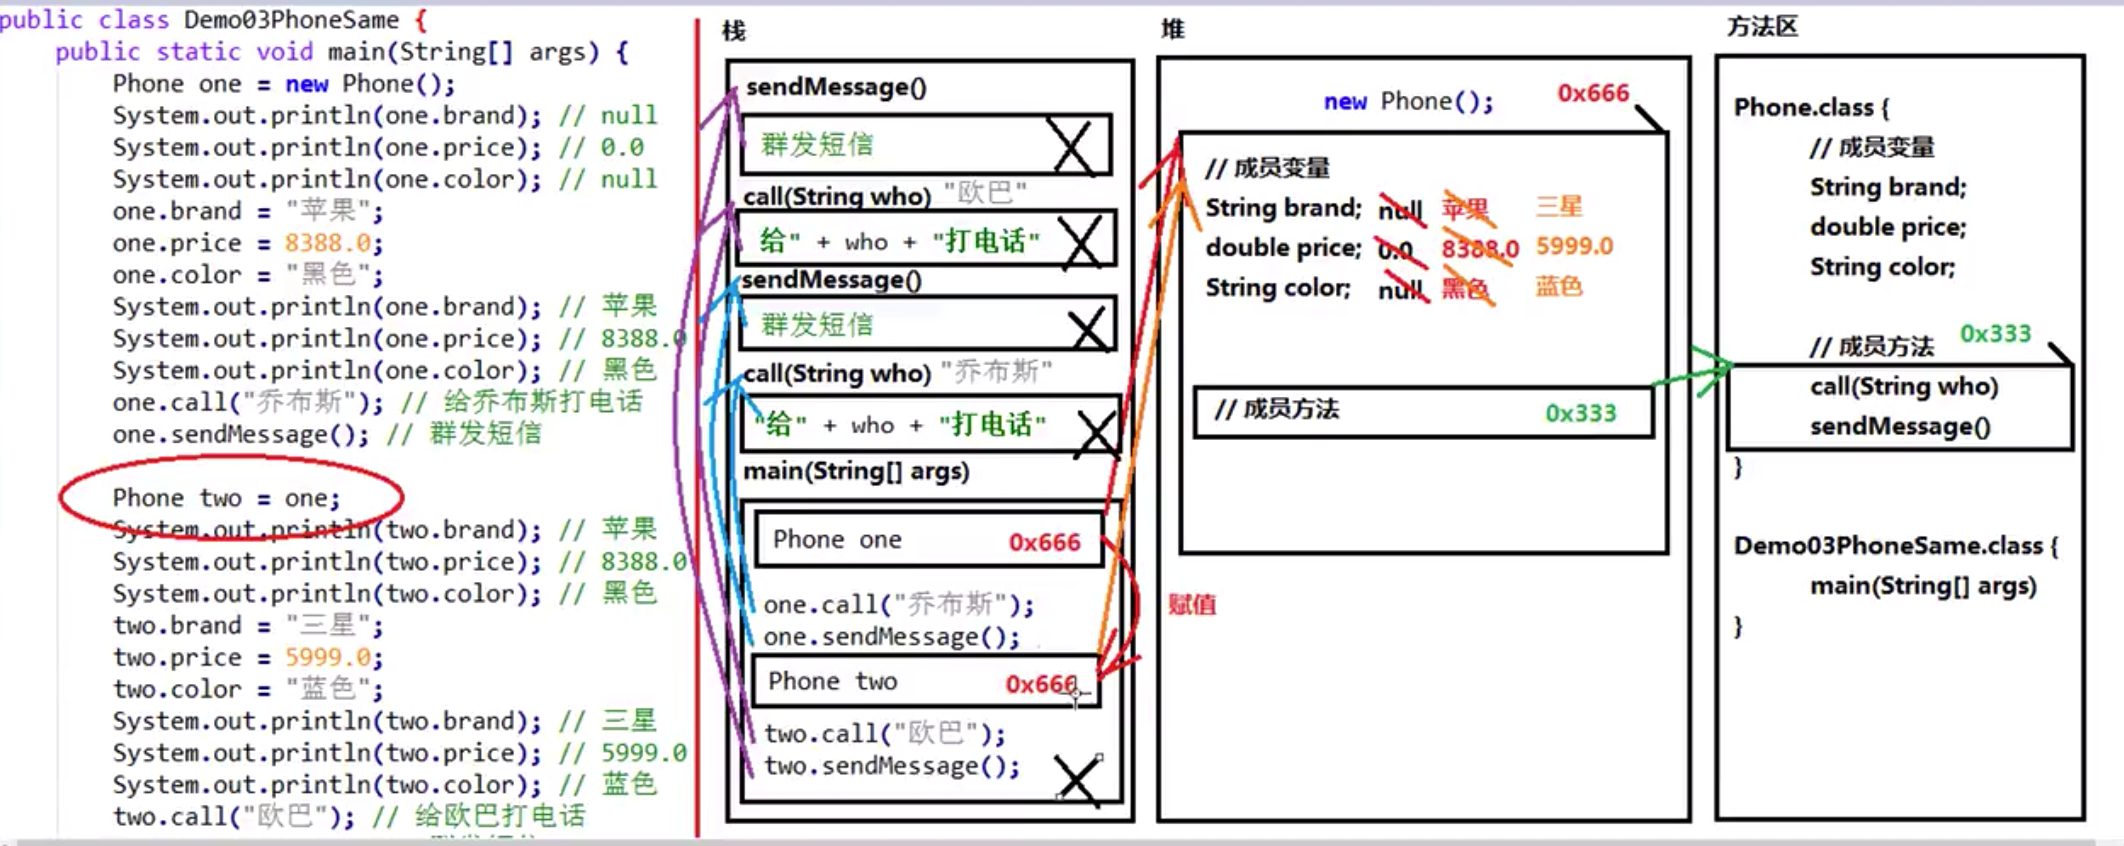 public class Demo03PhoneSame {
public static void main(String[] args) {
Phone one = new Phone();
System.out.println(one.brand); // null
System.out.println(one.price); // 0.0
System.out.println(one.color); // null
one.brand = "苹果";
one.price = 8388.0;
one.color = "黑色";
System.out.println(one.brand); // 苹果
System.out.println(one.price); // 8388.0
System.out.println(one.color); // 黑色
one.call("乔布斯"); // 给乔布斯打电话
one.sendMessage(); // 群发短信
Phone two = one;
System.out.println(two.brand); // 苹果
System.out.println(two.price); // 8388.0
System.out.println(two.color); // 黑色
two.brand = "三星";
two.price = 5999.0;
two.color = "蓝色";
System.out.println(two.brand); // 三星
System.out.println(two.price); // 5999.0
System.out.println(two.color); // 蓝色
two.call("欧巴"); // 给欧巴打电话
栈
sendMessage()
群发短信
call(String who) "欧巴"
给" + who + "打电话"
sendMessage()
群发短信
call(String who) "乔布斯"
"给" + who + "打电话"
main(String[] args)
Phone one 0x666
one.call("乔布斯");
one.sendMessage();
Phone two 0x666
two.call("欧巴");
two.sendMessage();
堆
new Phone(); 0x666
// 成员变量
String brand; null 苹果 三星
double price; 0.0 8388.0 5999.0
String color; null 黑色 蓝色
// 成员方法 0x333
赋值
方法区
Phone.class {
// 成员变量
String brand;
double price;
String color;
// 成员方法 0x333
call(String who)
sendMessage()
}
Demo03PhoneSame.class {
main(String[] args)
}